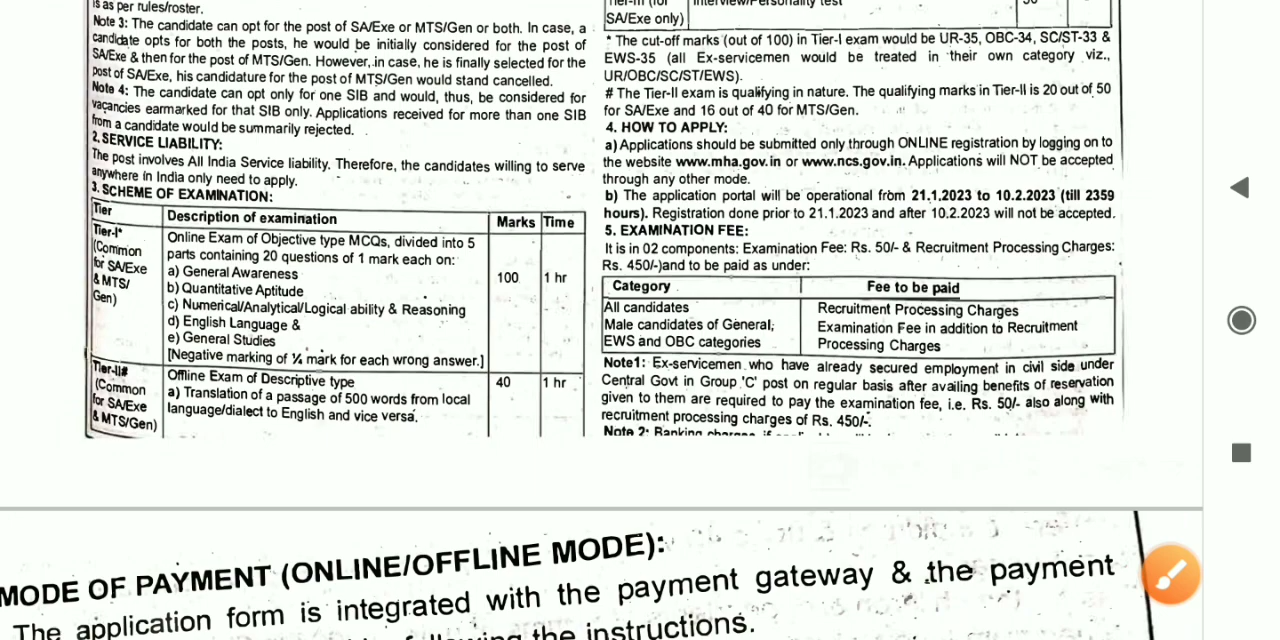 is as per rules/roster.
Note 3: The candidate can opt for the post of SA/Exe or MTS/Gen or both. In case, a
candidate opts for both the posts, he would be initially considered for the post of
SA/Exe & then for the post of MTS/Gen. However, in case, he is finally selected for the
post of SA/Exe, his candidature for the post of MTS/Gen would stand cancelled.
Note 4: The candidate can opt only for one SIB and would, thus, be considered for
vacancies earmarked for that SIB only. Applications received for more than one SIB
from a candidate would be summarily rejected.
2. SERVICE LIABILITY:
The post involves All India Service liability. Therefore, the candidates willing to serve
anywhere in India only need to apply.
3. SCHEME OF EXAMINATION:
Tier Description of examination Marks Time
Tier-I* (Common for SA/Exe & MTS/ Gen)
Online Exam of Objective type MCQs, divided into 5
parts containing 20 questions of 1 mark each on:
a) General Awareness
b) Quantitative Aptitude
c) Numerical/Analytical/Logical ability & Reasoning
d) English Language &
e) General Studies
[Negative marking of ¼ mark for each wrong answer.]
100 1 hr
Tier-II# (Common for SA/Exe & MTS/Gen)
Offline Exam of Descriptive type
a) Translation of a passage of 500 words from local
language/dialect to English and vice versa.
40 1 hr
Tier-III (for
SA/Exe only)
Interview/Personality test
50
* The cut-off marks (out of 100) in Tier-I exam would be UR-35, OBC-34, SC/ST-33 &
EWS-35 (all Ex-servicemen would be treated in their own category viz.,
UR/OBC/SC/ST/EWS).
# The Tier-II exam is qualifying in nature. The qualifying marks in Tier-II is 20 out of 50
for SA/Exe and 16 out of 40 for MTS/Gen.
4. HOW TO APPLY:
a) Applications should be submitted only through ONLINE registration by logging on to
the website www.mha.gov.in or www.ncs.gov.in. Applications will NOT be accepted
through any other mode.
b) The application portal will be operational from 21.1.2023 to 10.2.2023 (till 2359
hours). Registration done prior to 21.1.2023 and after 10.2.2023 will not be accepted.
5. EXAMINATION FEE:
It is in 02 components: Examination Fee: Rs. 50/- & Recruitment Processing Charges:
Rs. 450/-)and to be paid as under:
Category Fee to be paid
All candidates Recruitment Processing Charges
Male candidates of General, Examination Fee in addition to Recruitment
EWS and OBC categories Processing Charges
Note1: Ex-servicemen who have already secured employment in civil side under
Central Govt in Group 'C' post on regular basis after availing benefits of reservation
given to them are required to pay the examination fee, i.e. Rs. 50/- also along with
recruitment processing charges of Rs. 450/-.
Note 2: Banking charges, if
MODE OF PAYMENT (ONLINE/OFFLINE MODE):
The application form is integrated with the payment gateway & the payment
following the instructions.